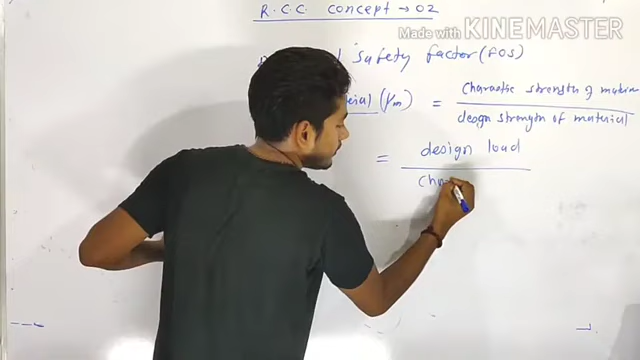 R.C.C. concept → 02
Made with KINEMASTER
safety factor (FOS)
(γm) = characte strength of material
design strength of material
= design load
cha